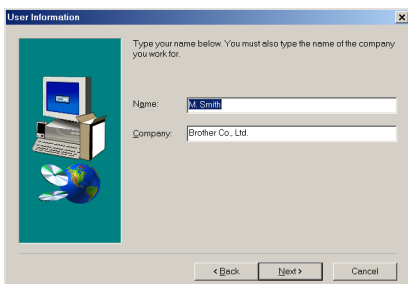 User Information
Type your name below. You must also type the name of the company
you work for.
Name:
M. Smith
Company:
Brother Co., Ltd.
< Back
Next >
Cancel